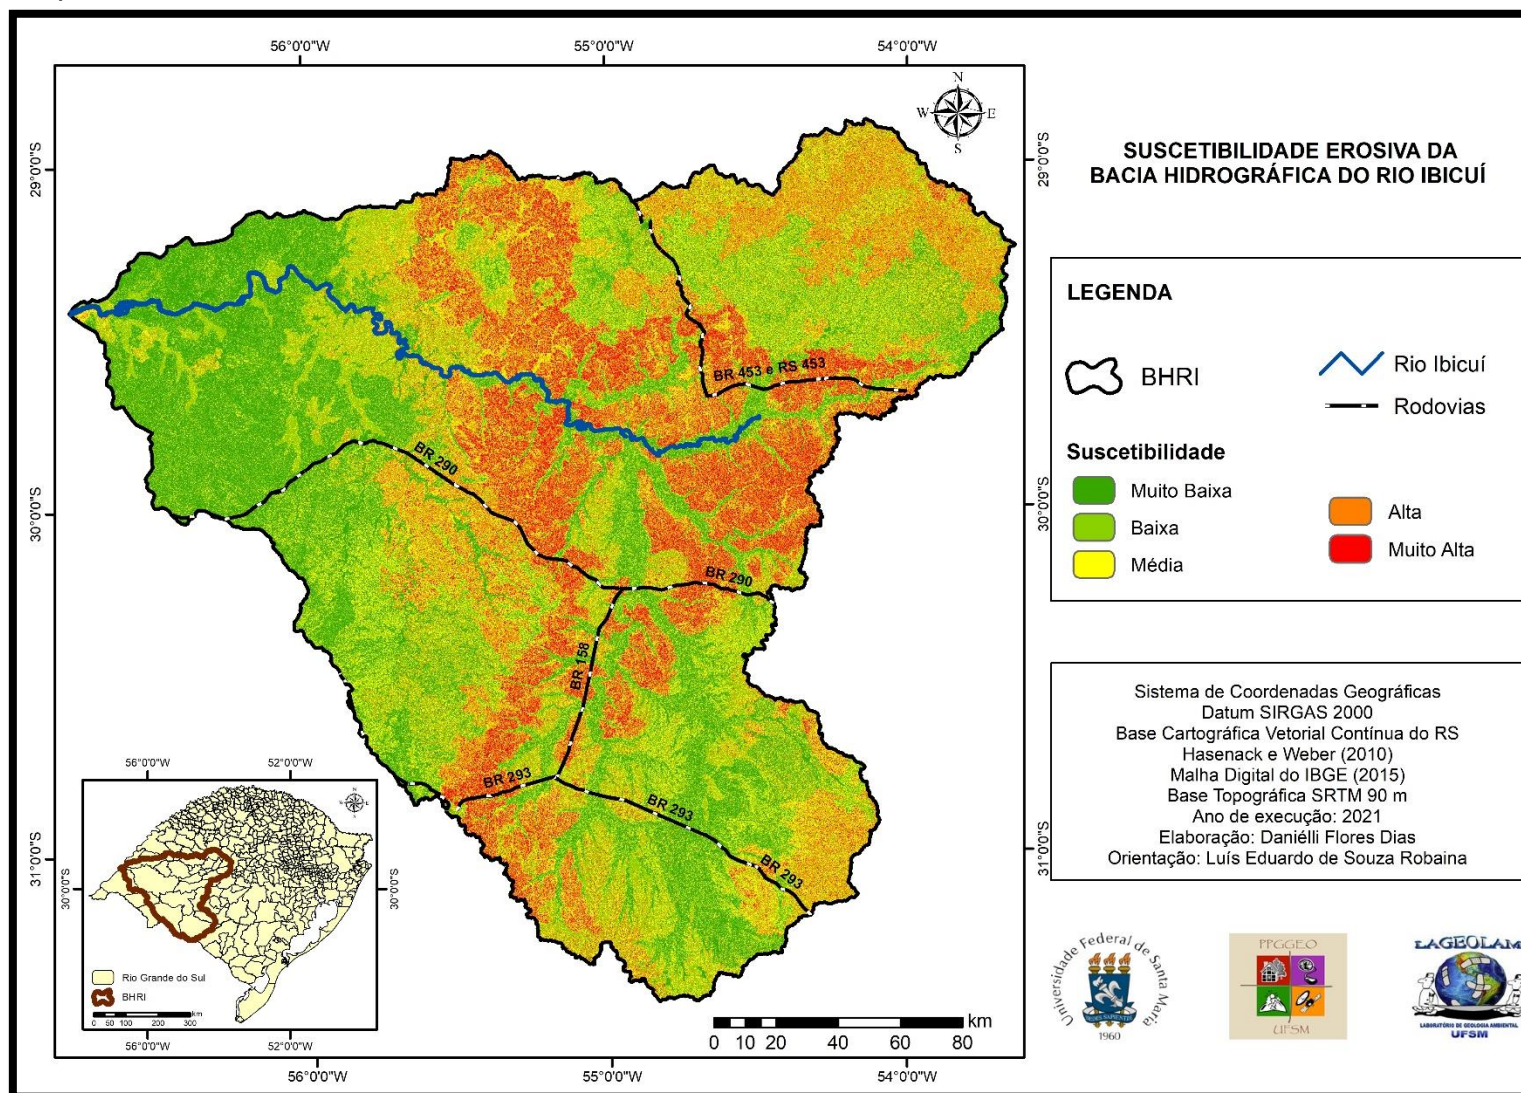 56°0'0"W
55°0'0"W
54°0'0"W
29°0'0"S
29°0'0"S
30°0'0"S
30°0'0"S
31°0'0"S
31°0'0"S
56°0'0"W
55°0'0"W
54°0'0"W
N
W
E
S
BR 453 e RS 453
BR 290
BR 290
BR 158
BR 293
BR 293
BR 293
km
0 10 20 40 60 80
56°0'0"W
52°0'0"W
30°0'0"S
30°0'0"S
Rio Grande do Sul
BHRI
km
0 50 100 200 300
56°0'0"W
52°0'0"W
SUSCETIBILIDADE EROSIVA DA
BACIA HIDROGRÁFICA DO RIO IBICUÍ
LEGENDA
BHRI
Rio Ibicuí
Rodovias
Suscetibilidade
Muito Baixa
Baixa
Média
Alta
Muito Alta
Sistema de Coordenadas Geográficas
Datum SIRGAS 2000
Base Cartográfica Vetorial Contínua do RS
Hasenack e Weber (2010)
Malha Digital do IBGE (2015)
Base Topográfica SRTM 90 m
Ano de execução: 2021
Elaboração: Daniélli Flores Dias
Orientação: Luís Eduardo de Souza Robaina
Universidade Federal de Santa Maria
1960
PPGGEO
UFSM
LAGEOLAM
LABORATÓRIO DE GEOLOGIA AMBIENTAL
UFSM